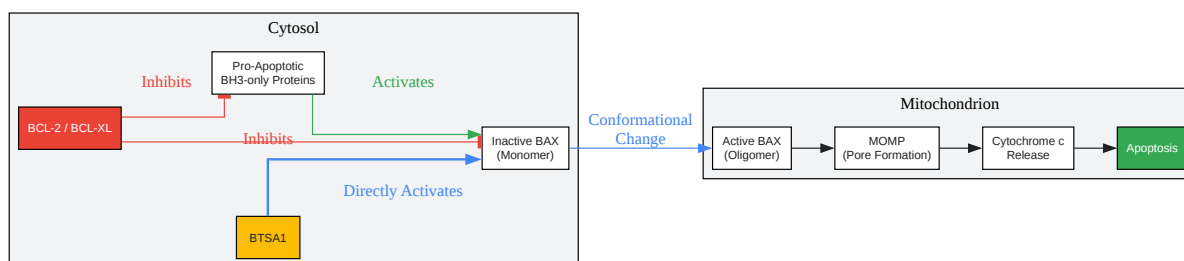 Cytosol
Pro-Apoptotic
BH3-only Proteins
Inhibits
Activates
BCL-2 / BCL-XL
Inhibits
Inactive BAX
(Monomer)
Directly Activates
BTSA1
Conformational
Change
Mitochondrion
Active BAX
(Oligomer)
MOMP
(Pore Formation)
Cytochrome c
Release
Apoptosis